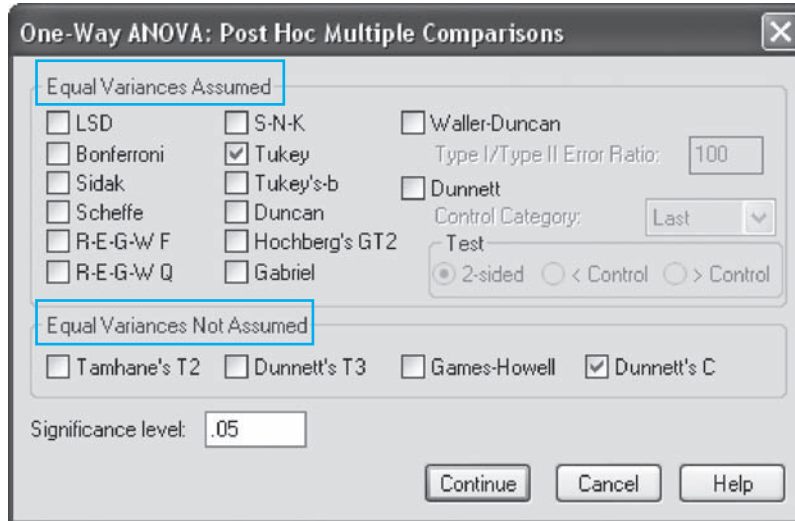 One-Way ANOVA: Post Hoc Multiple Comparisons
Equal Variances Assumed
LSD S-N-K Waller-Duncan
Bonferroni Tukey Type I/Type II Error Ratio: 100
Sidak Tukey's-b Dunnett
Scheffe Duncan Control Category: Last
R-E-G-W F Hochberg's GT2 Test
R-E-G-W Q Gabriel 2-sided < Control > Control
Equal Variances Not Assumed
Tamhane's T2 Dunnett's T3 Games-Howell Dunnett's C
Significance level: .05
Continue Cancel Help